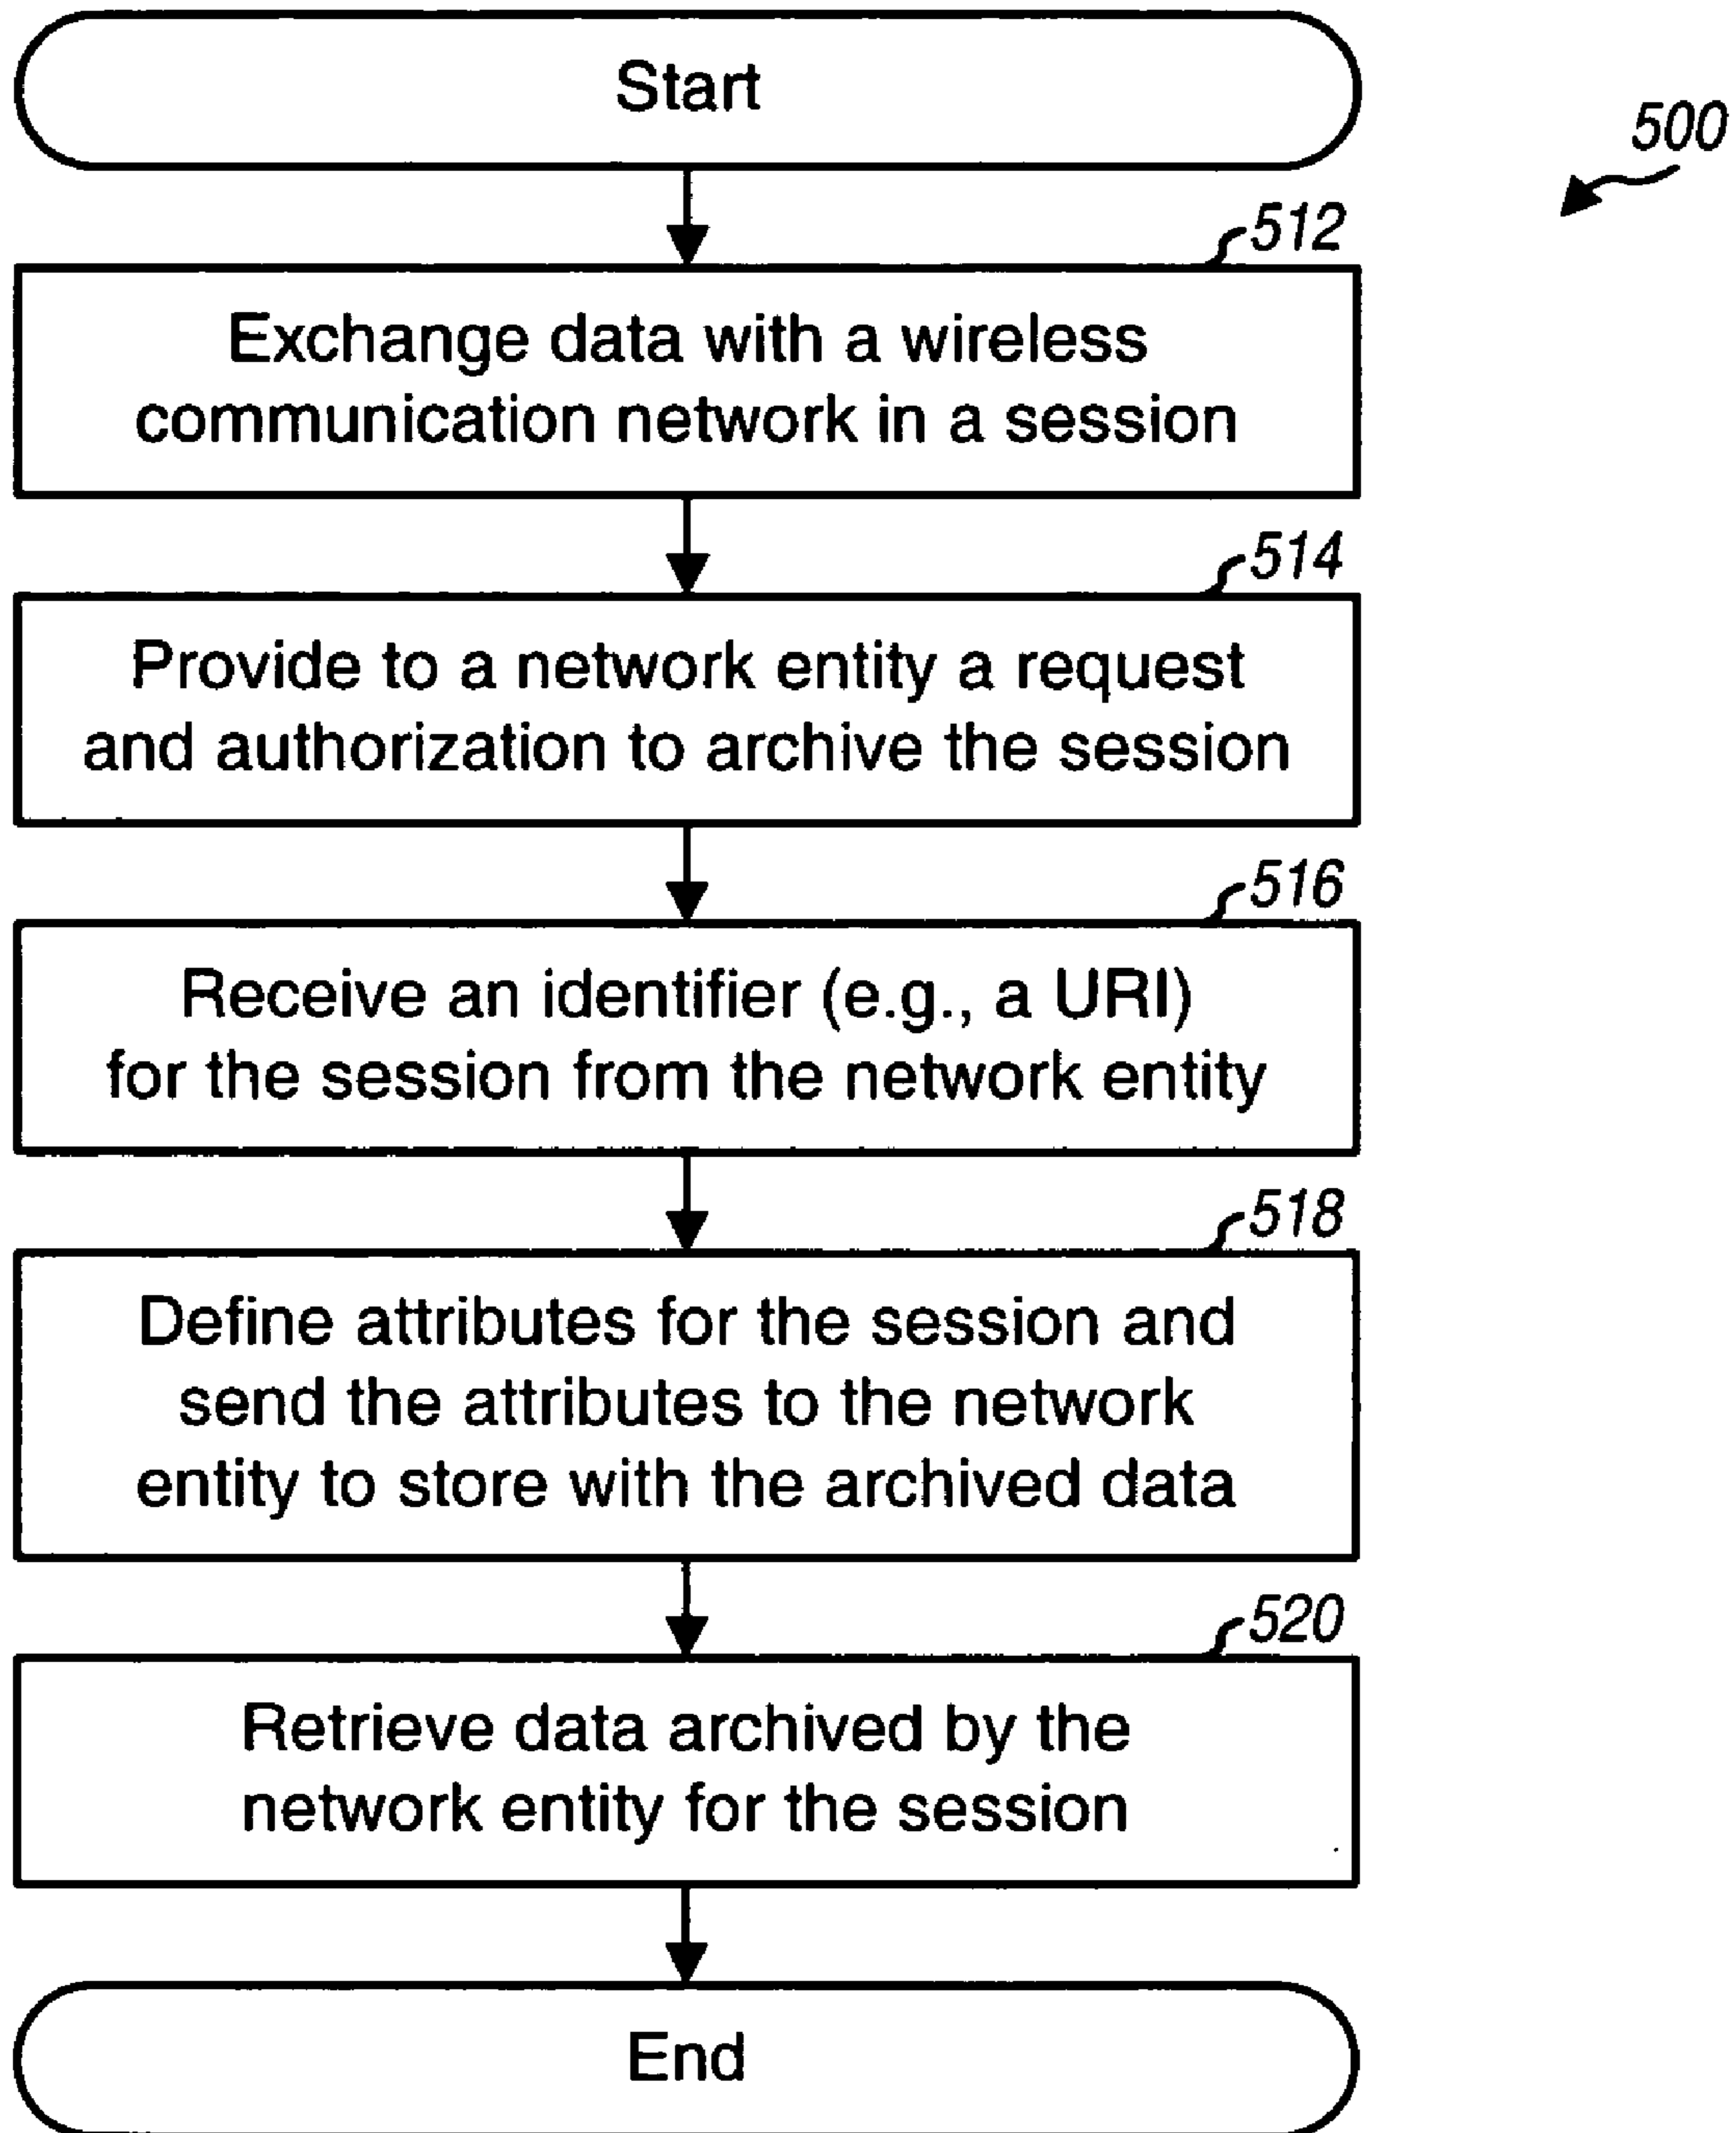 Start
500
512
Exchange data with a wireless
communication network in a session
514
Provide to a network entity a request
and authorization to archive the session
516
Receive an identifier (e.g., a URI)
for the session from the network entity
518
Define attributes for the session and
send the attributes to the network
entity to store with the archived data
520
Retrieve data archived by the
network entity for the session
End